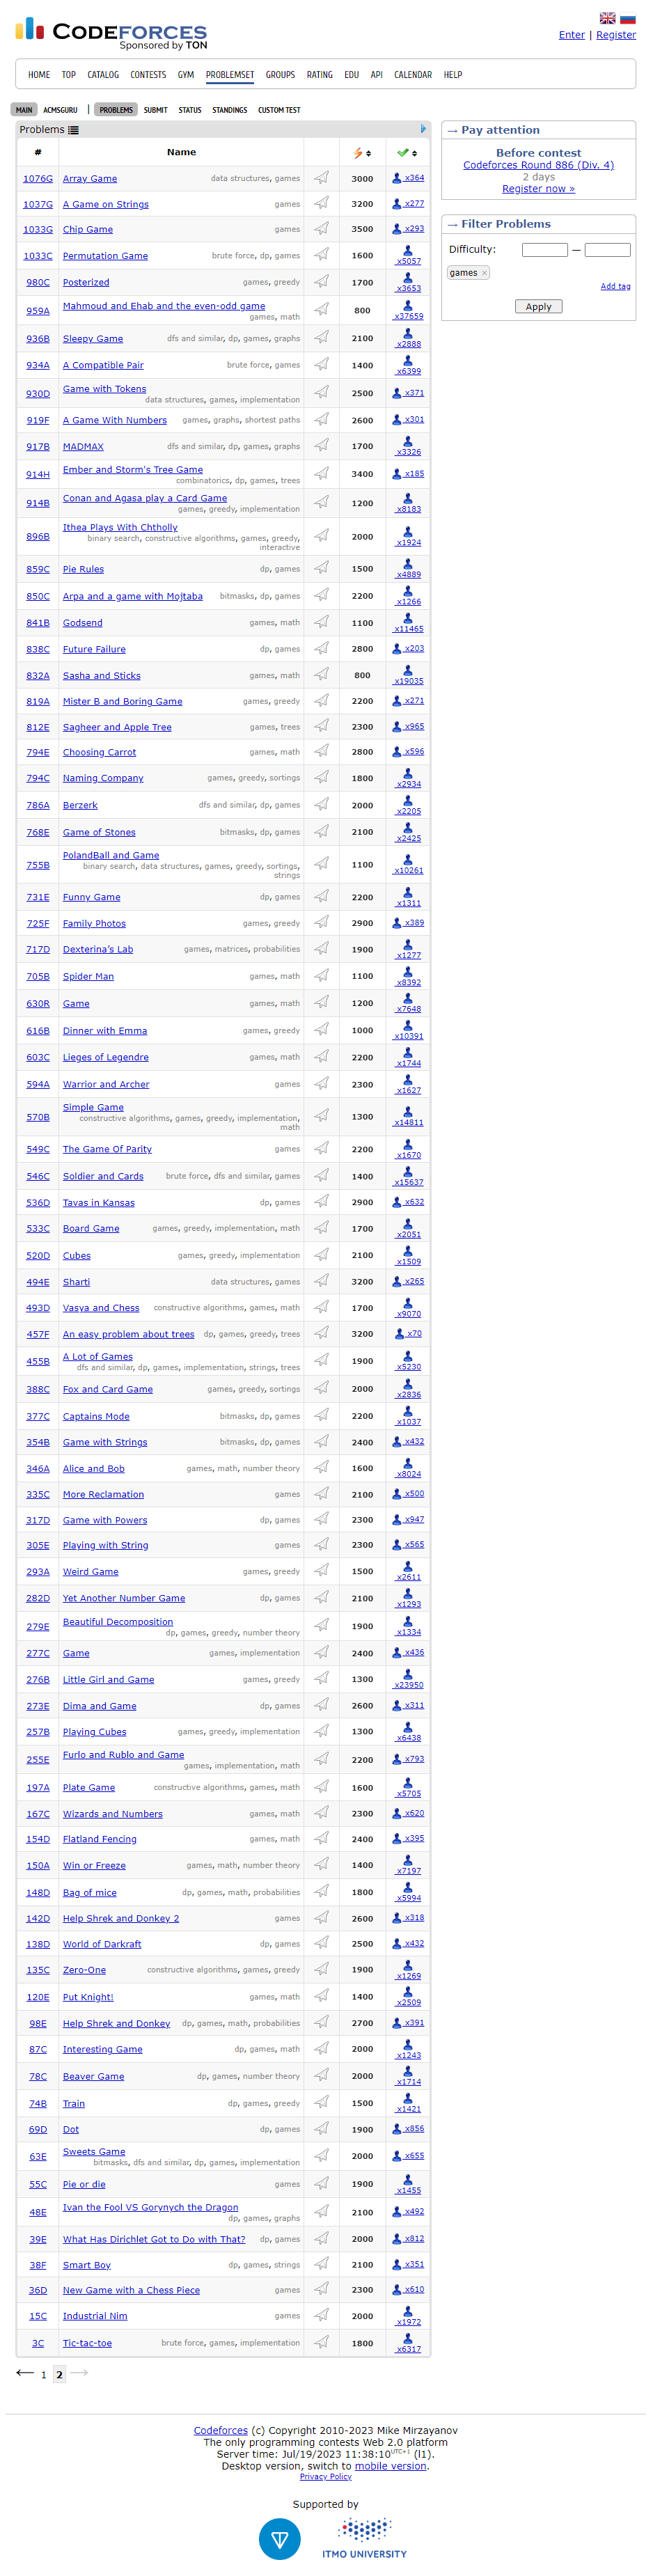 CODEFORCES
Sponsored by TON
Enter | Register
HOME TOP CATALOG CONTESTS GYM PROBLEMSET GROUPS RATING EDU API CALENDAR HELP
MAIN ACMSGURU | PROBLEMS SUBMIT STATUS STANDINGS CUSTOM TEST
Problems
# Name
1076G Array Game data structures, games 3000 x364
1037G A Game on Strings games 3200 x277
1033G Chip Game games 3500 x293
1033C Permutation Game brute force, dp, games 1600 x5057
980C Posterized games, greedy 1700 x3653
959A Mahmoud and Ehab and the even-odd game games, math 800 x37659
936B Sleepy Game dfs and similar, dp, games, graphs 2100 x2888
934A A Compatible Pair brute force, games 1400 x6399
930D Game with Tokens data structures, games, implementation 2500 x371
919F A Game With Numbers games, graphs, shortest paths 2600 x301
917B MADMAX dfs and similar, dp, games, graphs 1700 x3326
914H Ember and Storm's Tree Game combinatorics, dp, games, trees 3400 x185
914B Conan and Agasa play a Card Game games, greedy, implementation 1200 x8183
896B Ithea Plays With Chtholly binary search, constructive algorithms, games, greedy, interactive 2000 x1924
859C Pie Rules dp, games 1500 x4889
850C Arpa and a game with Mojtaba bitmasks, dp, games 2200 x1266
841B Godsend games, math 1100 x11465
838C Future Failure dp, games 2800 x203
832A Sasha and Sticks games, math 800 x19035
819A Mister B and Boring Game games, greedy 2200 x271
812E Sagheer and Apple Tree games, trees 2300 x965
794E Choosing Carrot games, math 2800 x596
794C Naming Company games, greedy, sortings 1800 x2934
786A Berzerk dfs and similar, dp, games 2000 x2205
768E Game of Stones bitmasks, dp, games 2100 x2425
755B PolandBall and Game binary search, data structures, games, greedy, sortings, strings 1100 x10261
731E Funny Game dp, games 2200 x1311
725F Family Photos games, greedy 2900 x389
717D Dexterina's Lab games, matrices, probabilities 1900 x1277
705B Spider Man games, math 1100 x8392
630R Game games, math 1200 x7648
616B Dinner with Emma games, greedy 1000 x10391
603C Lieges of Legendre games, math 2200 x1744
594A Warrior and Archer games 2300 x1627
570B Simple Game constructive algorithms, games, greedy, implementation, math 1300 x14811
549C The Game Of Parity games 2200 x1670
546C Soldier and Cards brute force, dfs and similar, games 1400 x15637
536D Tavas in Kansas dp, games 2900 x632
533C Board Game games, greedy, implementation, math 1700 x2051
520D Cubes games, greedy, implementation 2100 x1509
494E Sharti data structures, games 3200 x265
493D Vasya and Chess constructive algorithms, games, math 1700 x9070
457F An easy problem about trees dp, games, greedy, trees 3200 x70
455B A Lot of Games dfs and similar, dp, games, implementation, strings, trees 1900 x5230
388C Fox and Card Game games, greedy, sortings 2000 x2836
377C Captains Mode bitmasks, dp, games 2200 x1037
354B Game with Strings bitmasks, dp, games 2400 x432
346A Alice and Bob games, math, number theory 1600 x8024
335C More Reclamation games 2100 x500
317D Game with Powers dp, games 2300 x947
305E Playing with String games 2300 x565
293A Weird Game games, greedy 1500 x2611
282D Yet Another Number Game dp, games 2100 x1293
279E Beautiful Decomposition dp, games, greedy, number theory 1900 x1334
277C Game games, implementation 2400 x436
276B Little Girl and Game games, greedy 1300 x23950
273E Dima and Game dp, games 2600 x311
257B Playing Cubes games, greedy, implementation 1300 x6438
255E Furlo and Rublo and Game games, implementation, math 2200 x793
197A Plate Game constructive algorithms, games, math 1600 x5705
167C Wizards and Numbers games, math 2300 x620
154D Flatland Fencing games, math 2400 x395
150A Win or Freeze games, math, number theory 1400 x7197
148D Bag of mice dp, games, math, probabilities 1800 x5994
142D Help Shrek and Donkey 2 games 2600 x318
138D World of Darkraft dp, games 2500 x432
135C Zero-One constructive algorithms, games, greedy 1900 x1269
120E Put Knight! games, math 1400 x2509
98E Help Shrek and Donkey dp, games, math, probabilities 2700 x391
87C Interesting Game dp, games, math 2000 x1243
78C Beaver Game dp, games, number theory 2000 x1714
74B Train dp, games, greedy 1500 x1421
69D Dot dp, games 1900 x856
63E Sweets Game bitmasks, dfs and similar, dp, games, implementation 2000 x655
55C Pie or die games 1900 x1455
48E Ivan the Fool VS Gorynych the Dragon dp, games, graphs 2100 x492
39E What Has Dirichlet Got to Do with That? dp, games 2000 x812
38F Smart Boy dp, games, strings 2100 x351
36D New Game with a Chess Piece games 2300 x610
15C Industrial Nim games 2000 x1972
3C Tic-tac-toe brute force, games, implementation 1800 x6317
← 1 2 →
→ Pay attention
Before contest
Codeforces Round 886 (Div. 4)
2 days
Register now »
→ Filter Problems
Difficulty: —
games ×
Add tag
Apply
Codeforces (c) Copyright 2010-2023 Mike Mirzayanov
The only programming contests Web 2.0 platform
Server time: Jul/19/2023 11:38:10UTC+1 (l1).
Desktop version, switch to mobile version.
Privacy Policy
Supported by
ITMO UNIVERSITY